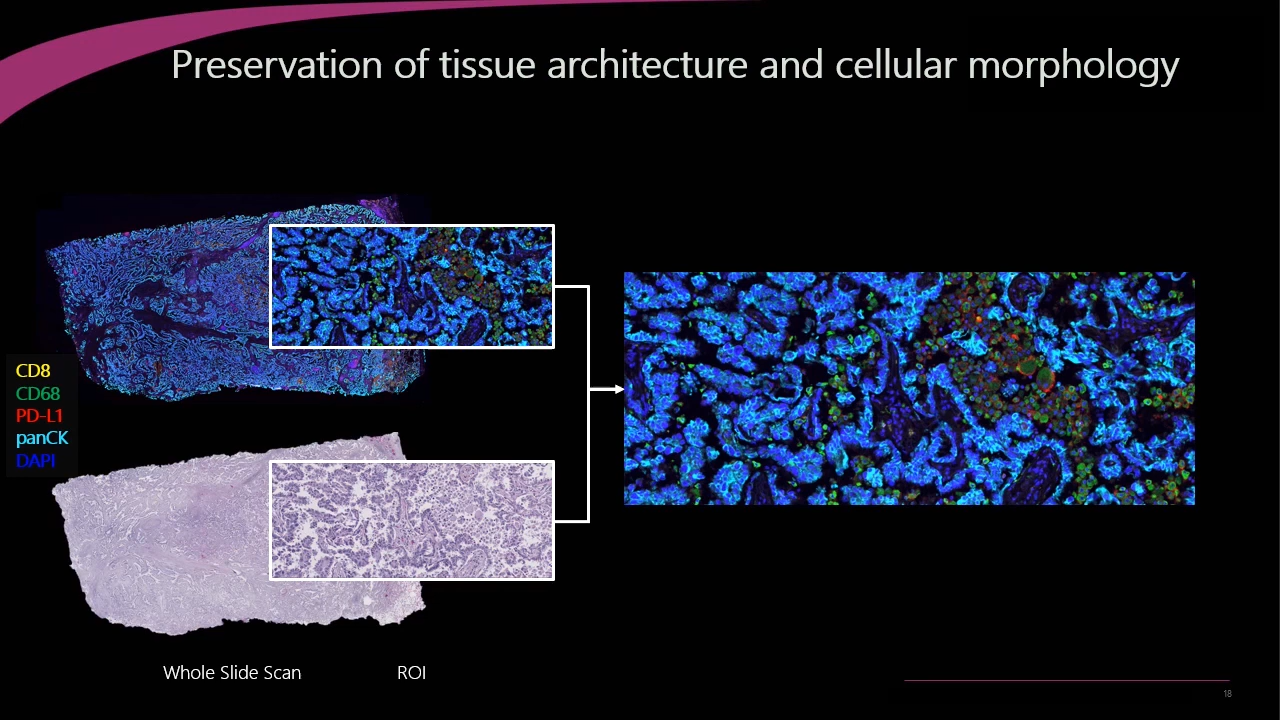 Preservation of tissue architecture and cellular morphology
CD8
CD68
PD-L1
panCK
DAPI
Whole Slide Scan
ROI
18